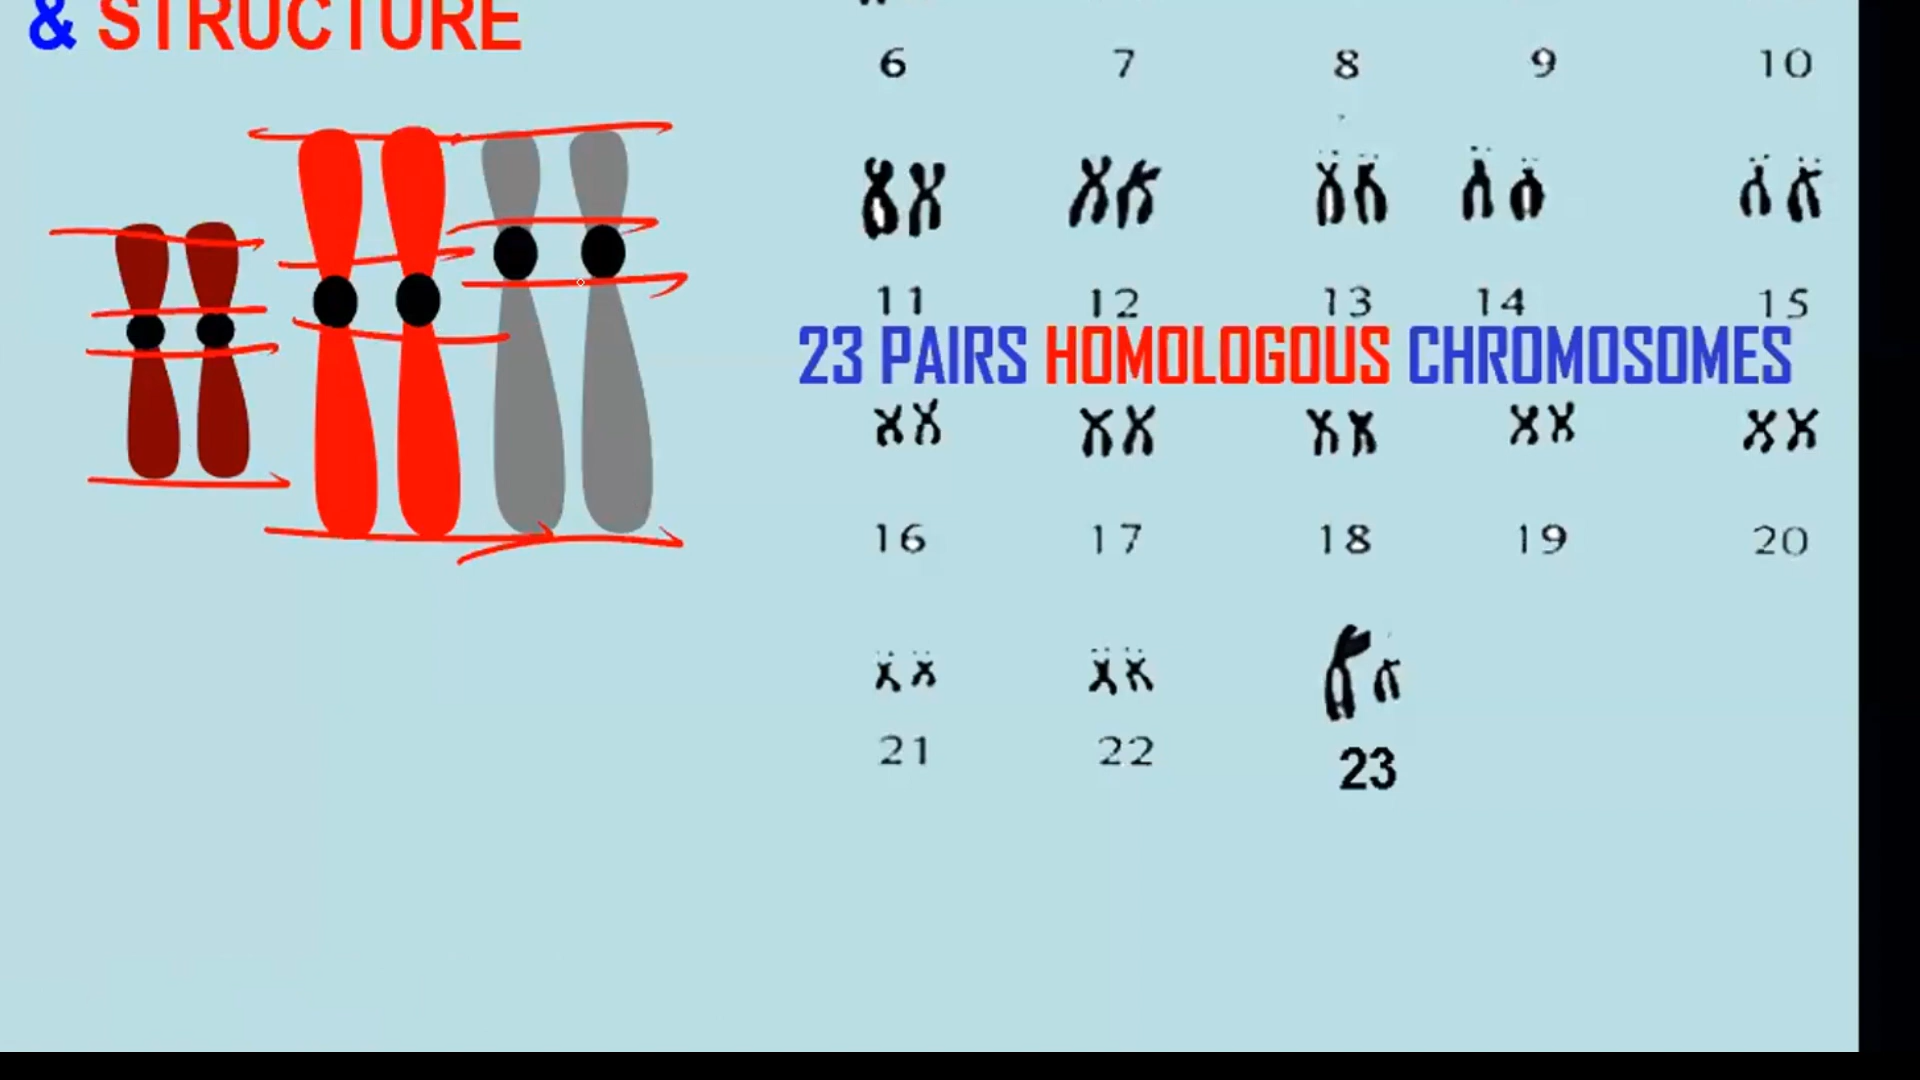 & STRUCTURE
6 7 8 9 10
11 12 13 14 15
23 PAIRS HOMOLOGOUS CHROMOSOMES
16 17 18 19 20
21 22 23